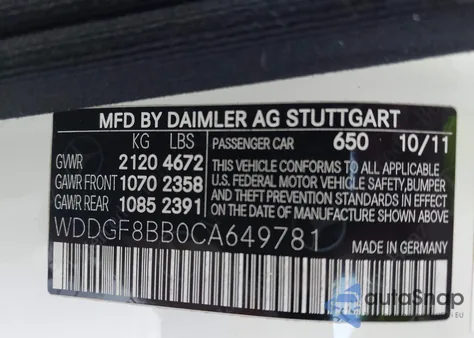 MFD BY DAIMLER AG STUTTGART
KG LBS PASSENGER CAR 650 10/11
GVWR 2120 4672
GAWR FRONT 1070 2358
GAWR REAR 1085 2391
THIS VEHICLE CONFORMS TO ALL APPLICABLE
U.S. FEDERAL MOTOR VEHICLE SAFETY,BUMPER
AND THEFT PREVENTION STANDARDS IN EFFECT
ON THE DATE OF MANUFACTURE SHOWN ABOVE.
WDDGF8BB0CA649781
MADE IN GERMANY
autoSnap